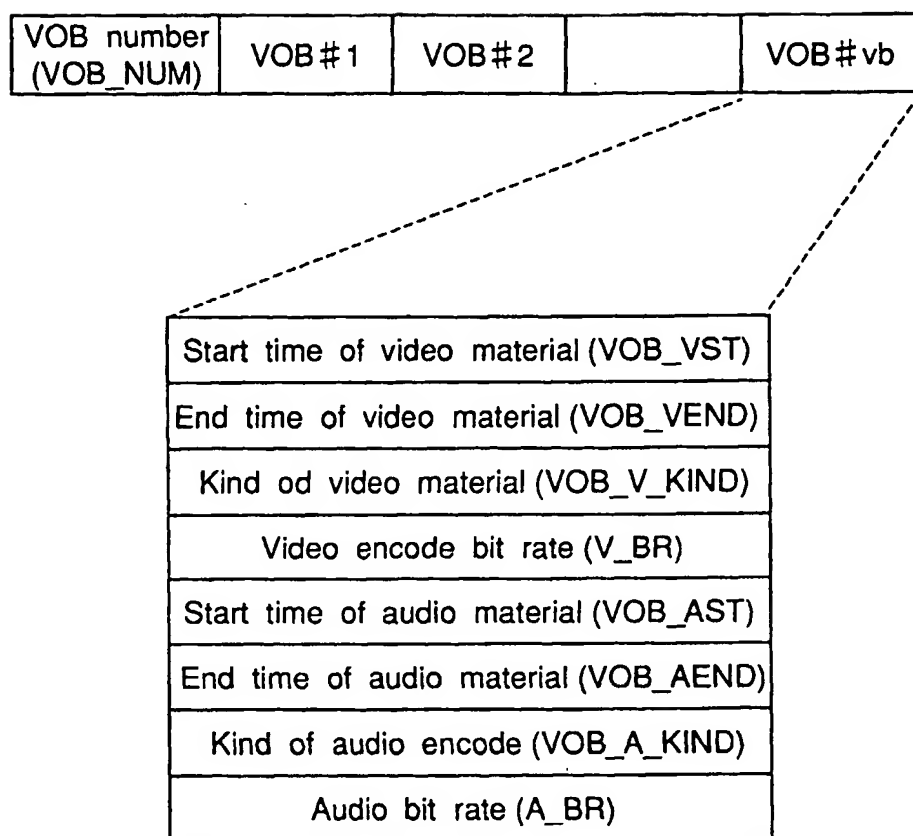 VOB number
(VOB_NUM)
VOB#1
VOB#2
VOB#vb
Start time of video material (VOB_VST)
End time of video material (VOB_VEND)
Kind od video material (VOB_V_KIND)
Video encode bit rate (V_BR)
Start time of audio material (VOB_AST)
End time of audio material (VOB_AEND)
Kind of audio encode (VOB_A_KIND)
Audio bit rate (A_BR)